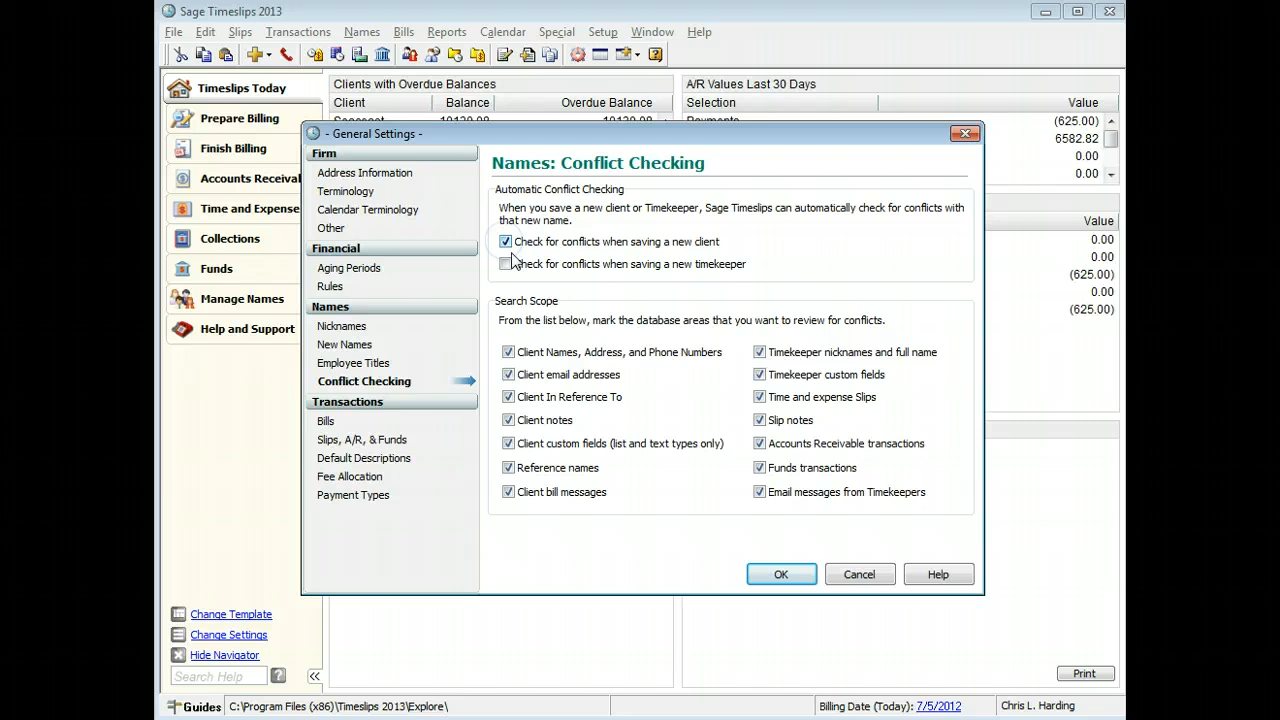 Sage Timeslips 2013
File Edit Slips Transactions Names Bills Reports Calendar Special Setup Window Help
Timeslips Today
Prepare Billing
Finish Billing
Accounts Receival
Time and Expense
Collections
Funds
Manage Names
Help and Support
Change Template
Change Settings
Hide Navigator
Search Help
Clients with Overdue Balances
Client Balance Overdue Balance
A/R Values Last 30 Days
Selection Value
(625.00)
6582.82
0.00
0.00
Value
0.00
0.00
(625.00)
0.00
(625.00)
- General Settings -
Firm
Address Information
Terminology
Calendar Terminology
Other
Financial
Aging Periods
Rules
Names
Nicknames
New Names
Employee Titles
Conflict Checking
Transactions
Bills
Slips, A/R, & Funds
Default Descriptions
Fee Allocation
Payment Types
Names: Conflict Checking
Automatic Conflict Checking
When you save a new client or Timekeeper, Sage Timeslips can automatically check for conflicts with
that new name.
Check for conflicts when saving a new client
Check for conflicts when saving a new timekeeper
Search Scope
From the list below, mark the database areas that you want to review for conflicts.
Client Names, Address, and Phone Numbers
Client email addresses
Client In Reference To
Client notes
Client custom fields (list and text types only)
Reference names
Client bill messages
Timekeeper nicknames and full name
Timekeeper custom fields
Time and expense Slips
Slip notes
Accounts Receivable transactions
Funds transactions
Email messages from Timekeepers
OK Cancel Help
Print
Guides C:\Program Files (x86)\Timeslips 2013\Explore\ Billing Date (Today): 7/5/2012 Chris L. Harding